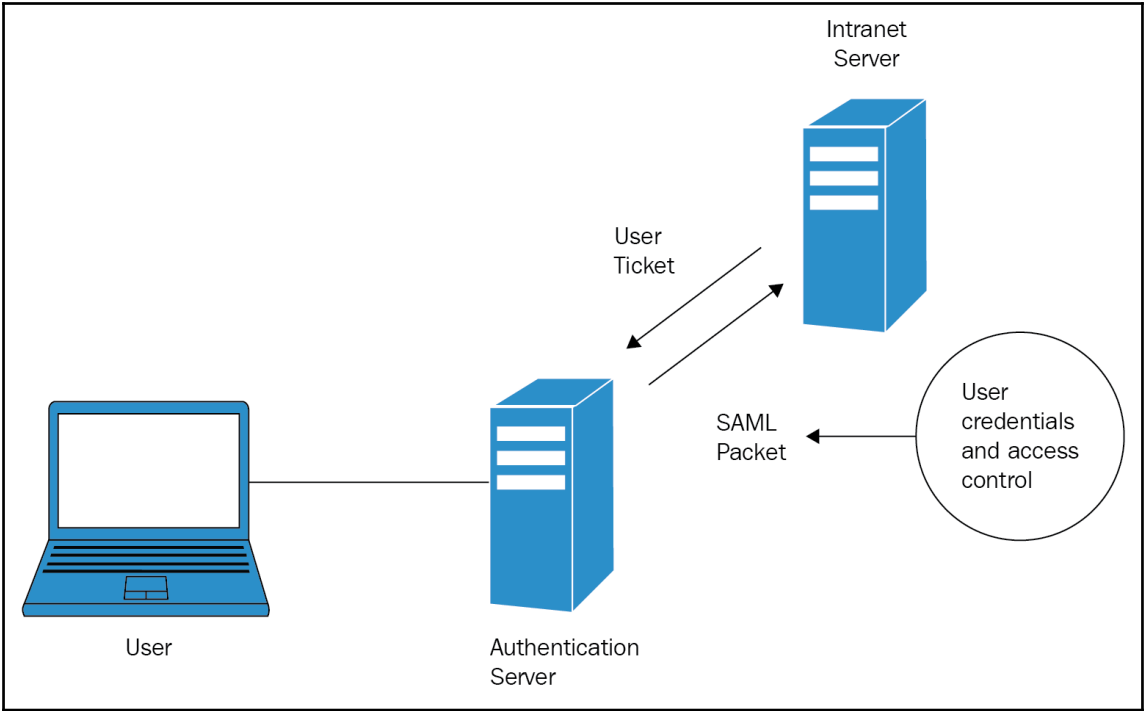 Intranet
Server
User
Ticket
User
credentials
and access
control
SAML
Packet
User
Authentication
Server